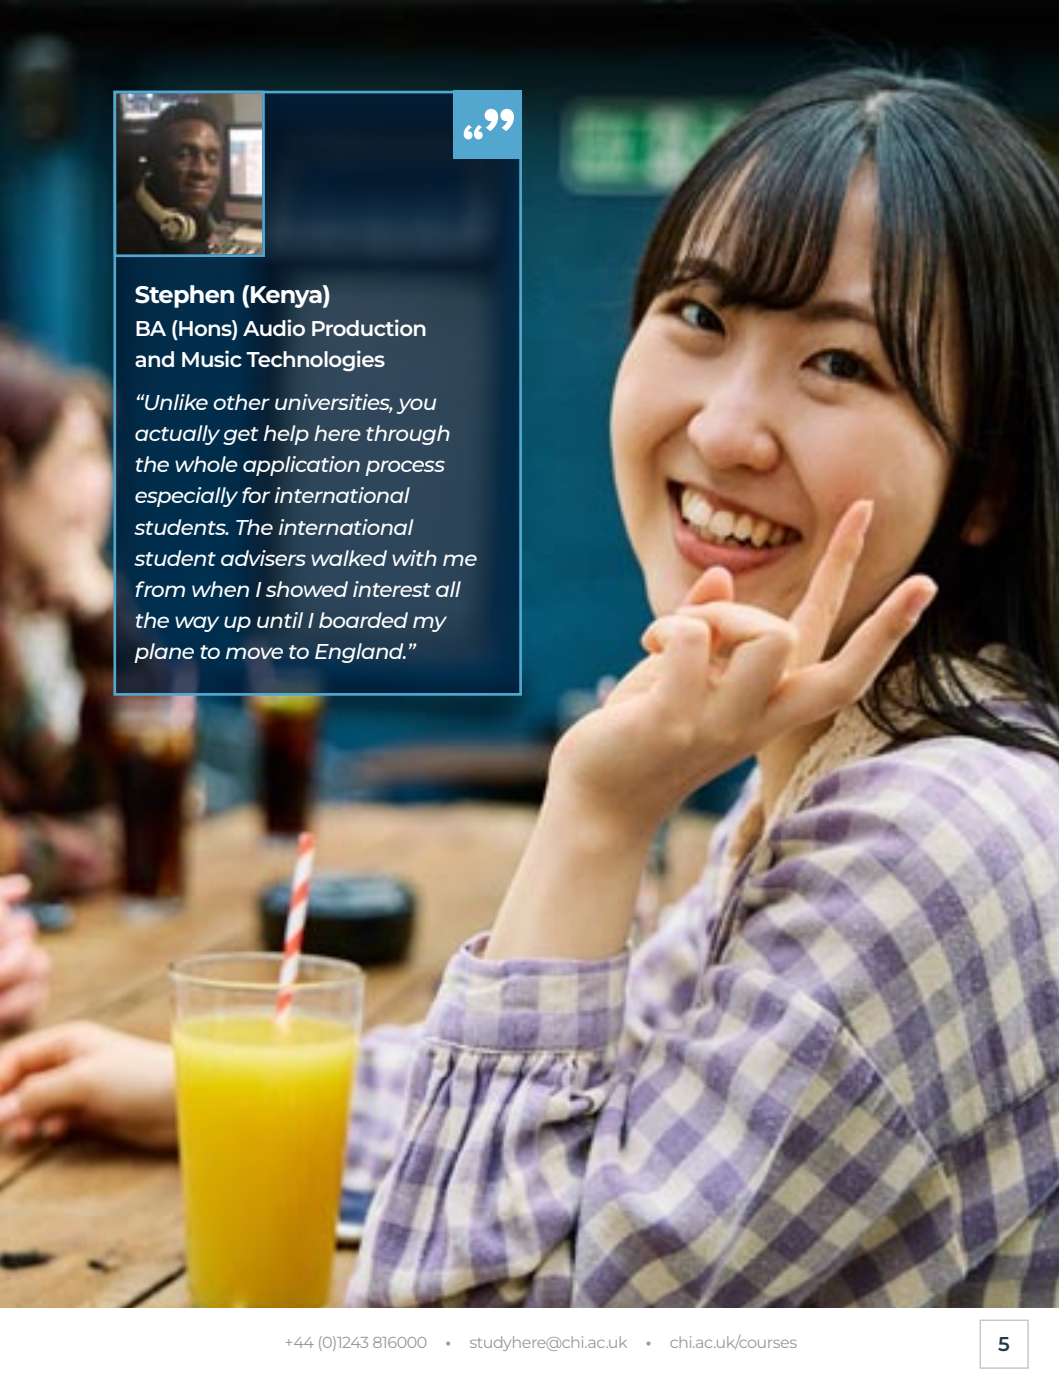 Stephen (Kenya)
BA (Hons) Audio Production
and Music Technologies
“Unlike other universities, you
actually get help here through
the whole application process
especially for international
students. The international
student advisers walked with me
from when I showed interest all
the way up until I boarded my
plane to move to England.”
+44 (0)1243 816000 • studyhere@chi.ac.uk • chi.ac.uk/courses
5